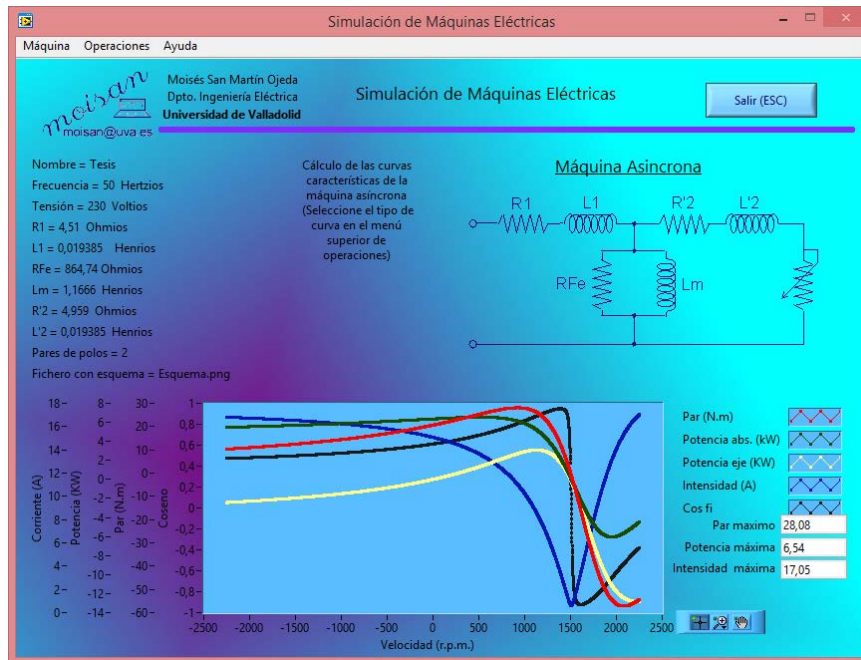 Simulación de Máquinas Eléctricas
Máquina Operaciones Ayuda
moisan
moisan@uva.es
Moisés San Martín Ojeda
Dpto. Ingeniería Eléctrica
Universidad de Valladolid
Simulación de Máquinas Eléctricas
Salir (ESC)
Nombre = Tesis
Frecuencia = 50 Hertzios
Tensión = 230 Voltios
R1 = 4,51 Ohmios
L1 = 0,019385 Henrios
RFe = 864,74 Ohmios
Lm = 1,1666 Henrios
R'2 = 4,959 Ohmios
L'2 = 0,019385 Henrios
Pares de polos = 2
Fichero con esquema = Esquema.png
Cálculo de las curvas
características de la
máquina asíncrona
(Seleccione el tipo de
curva en el menú
superior de
operaciones)
Máquina Asincrona
R1 L1 R'2 L'2
RFe Lm
Corriente (A)
18-
16-
14-
12-
10-
8-
6-
4-
2-
0-
Potencia (KW)
8-
6-
4-
2-
0-
-2-
-4-
-6-
-8-
-10-
-12-
-14-
Par (N.m)
30-
20-
10-
0-
-10-
-20-
-30-
-40-
-50-
-60-
Coseno
1-
0,8-
0,6-
0,4-
0,2-
0-
-0,2-
-0,4-
-0,6-
-0,8-
-1-
-2500 -2000 -1500 -1000 -500 0 500 1000 1500 2000 2500
Velocidad (r.p.m.)
Par (N.m)
Potencia abs. (kW)
Potencia eje (KW)
Intensidad (A)
Cos fi
Par maximo 28,08
Potencia máxima 6,54
Intensidad máxima 17,05